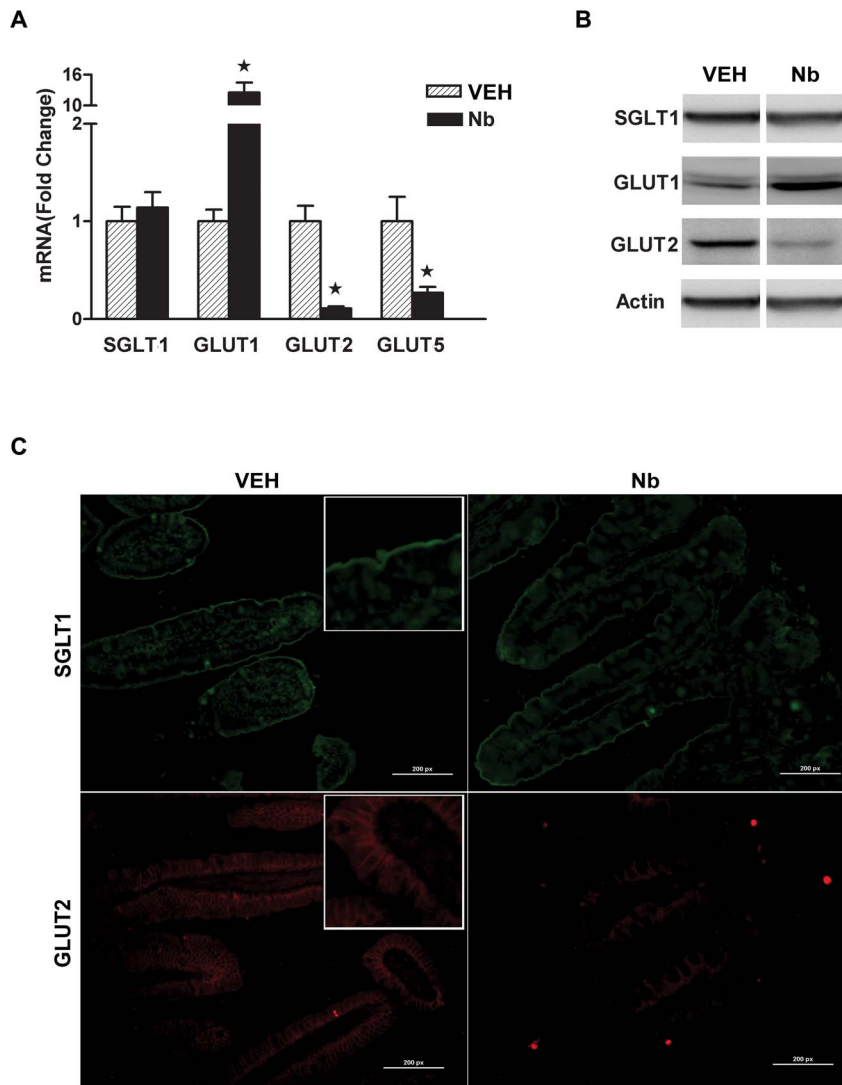 A
mRNA(Fold Change)
16
10
2
1
0
★
★
★
VEH
Nb
SGLT1 GLUT1 GLUT2 GLUT5
B
VEH Nb
SGLT1
GLUT1
GLUT2
Actin
C
VEH Nb
SGLT1
200 px
200 px
GLUT2
200 px
200 px